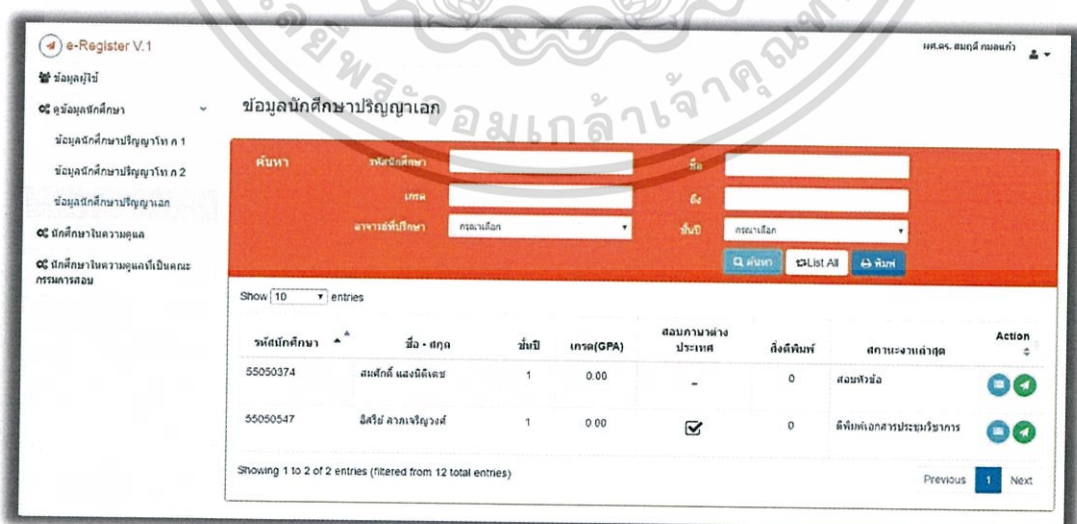 พระจอมเกล้าเจ้าคุณท
e-Register V.1
ผศ.ดร. สมฤดี กมอแก้ว
ข้อมูลผู้ใช้
ดูข้อมูลนักศึกษา
ข้อมูลนักศึกษาปริญญาโท ก 1
ข้อมูลนักศึกษาปริญญาโท ก 2
ข้อมูลนักศึกษาปริญญาเอก
นักศึกษาในความดูแล
นักศึกษาในความดูแลที่เป็นคณะ
กรรมการสอบ
ข้อมูลนักศึกษาปริญญาเอก
ค้นหา รหัสนักศึกษา ชื่อ
เกรด ถึง
อาจารย์ที่ปรึกษา กรุณาเลือก ชั้นปี กรุณาเลือก
ค้นหา List All พิมพ์
Show 10 entries
รหัสนักศึกษา ชื่อ - สกุล ชั้นปี เกรด(GPA) สอบภาษาต่าง
ประเทศ สิ่งตีพิมพ์ สถานะงานล่าสุด Action
55050374 สมศักดิ์ แสงนิติเดช 1 0.00 - 0 สอบหัวข้อ
55050547 อิสรีย์ ลาภเจริญวงศ์ 1 0.00 0 ตีพิมพ์เอกสารประชุมวิชาการ
Showing 1 to 2 of 2 entries (filtered from 12 total entries)
Previous 1 Next